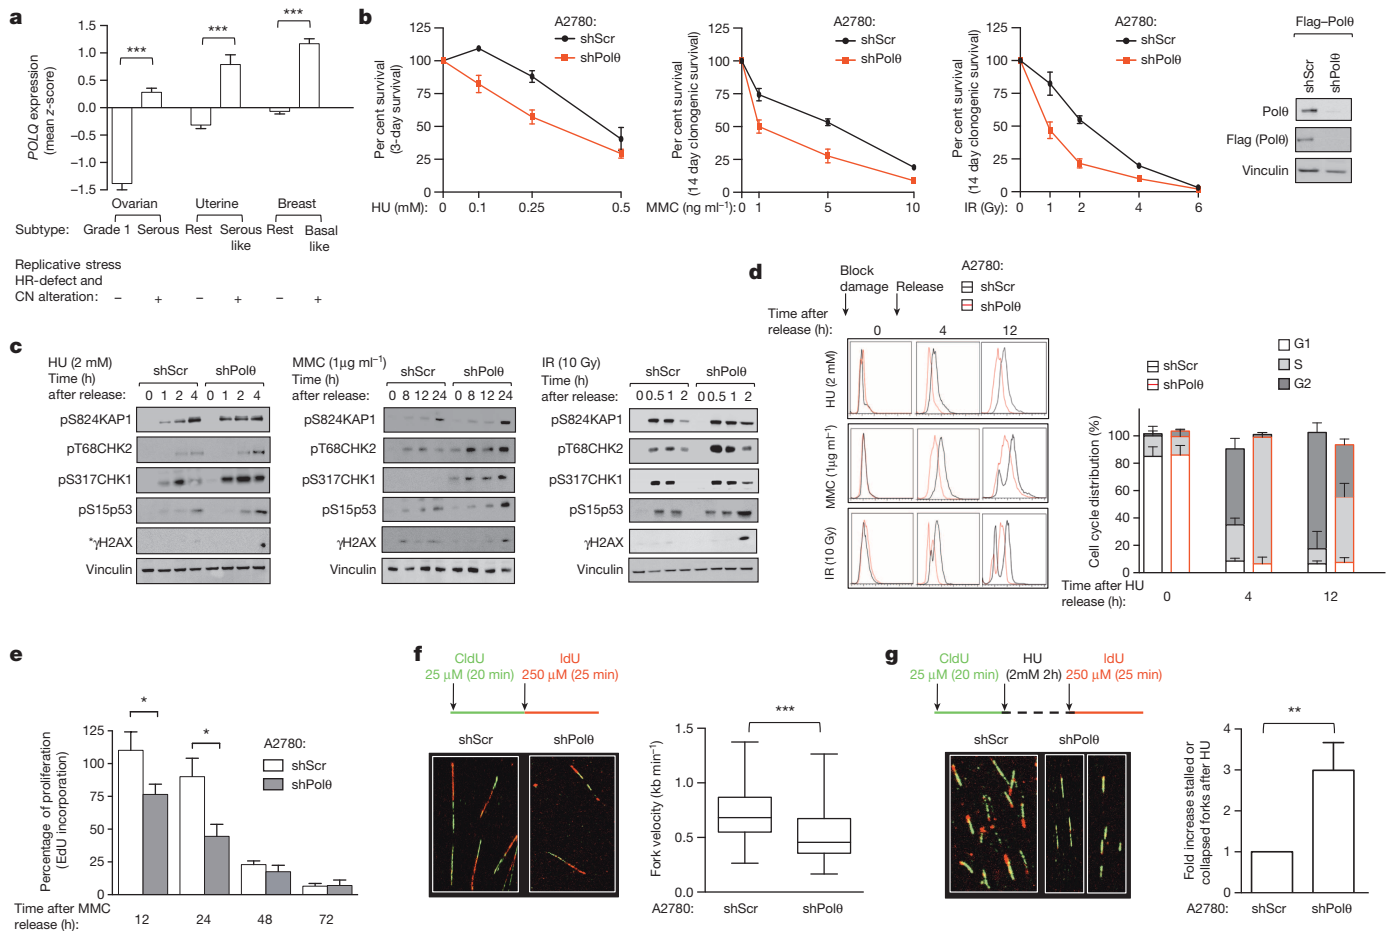 a
POLQ expression
(mean z-score)
1.5
1.0
0.5
0.0
−0.5
−1.0
−1.5
***
***
***
Ovarian
Uterine
Breast
Subtype: Grade 1 Serous Rest Serous like Rest Basal like
Replicative stress
HR-defect and
CN alteration: − + − + − +
b
A2780:
shScr
shPolθ
Per cent survival
(3-day survival)
100
75
50
25
0
HU (mM): 0 0.1 0.25 0.5
A2780:
shScr
shPolθ
Per cent survival
(14 day clonogenic survival)
125
100
75
50
25
0
MMC (ng ml⁻¹): 0 1 5 10
A2780:
shScr
shPolθ
Per cent survival
(14 day clonogenic survival)
125
100
75
50
25
0
IR (Gy): 0 1 2 4 6
Flag–Polθ
shScr
shPolθ
Polθ
Flag (Polθ)
Vinculin
c
HU (2 mM)
Time (h)
after release:
shScr shPolθ
0 1 2 4 0 1 2 4
pS824KAP1
pT68CHK2
pS317CHK1
pS15p53
*γH2AX
Vinculin
MMC (1μg ml⁻¹)
Time (h)
after release:
shScr shPolθ
0 8 12 24 0 8 12 24
pS824KAP1
pT68CHK2
pS317CHK1
pS15p53
γH2AX
Vinculin
IR (10 Gy)
Time (h)
after release:
shScr shPolθ
0 0.5 1 2 0 0.5 1 2
pS824KAP1
pT68CHK2
pS317CHK1
pS15p53
γH2AX
Vinculin
d
Block
damage
Release
A2780:
shScr
shPolθ
Time after
release (h): 0 4 12
HU (2 mM)
MMC (1μg ml⁻¹)
IR (10 Gy)
shScr
shPolθ
G1
S
G2
Cell cycle distribution (%)
100
80
60
40
20
0
Time after HU
release (h): 0 4 12
e
Percentage of proliferation
(EdU incorporation)
125
100
75
50
25
0
*
*
A2780:
shScr
shPolθ
Time after MMC
release (h): 12 24 48 72
f
CldU IdU
25 μM (20 min) 250 μM (25 min)
shScr shPolθ
Fork velocity (kb min⁻¹)
1.5
1.0
0.5
0.0
***
A2780: shScr shPolθ
g
CldU HU IdU
25 μM (20 min) (2mM 2h) 250 μM (25 min)
shScr shPolθ
Fold increase stalled or
collapsed forks after HU
4
3
2
1
0
**
A2780: shScr shPolθ